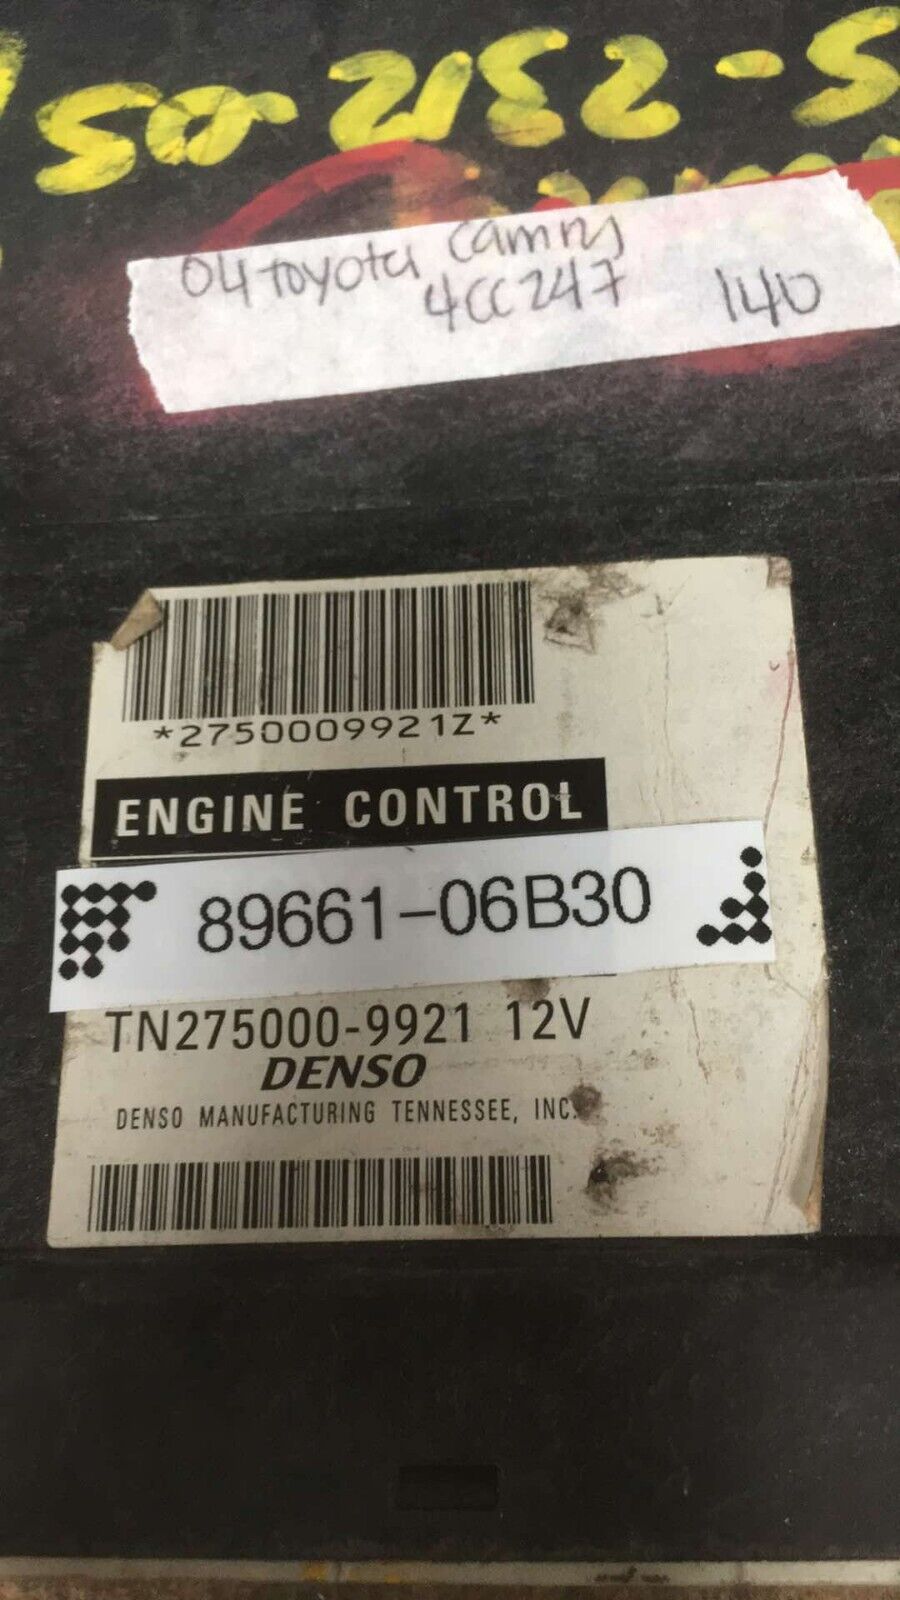 04 toyota Camry
4CC247 140
*2750009921Z*
ENGINE CONTROL
89661-06B30
TN275000-9921 12V
DENSO
DENSO MANUFACTURING TENNESSEE, INC.